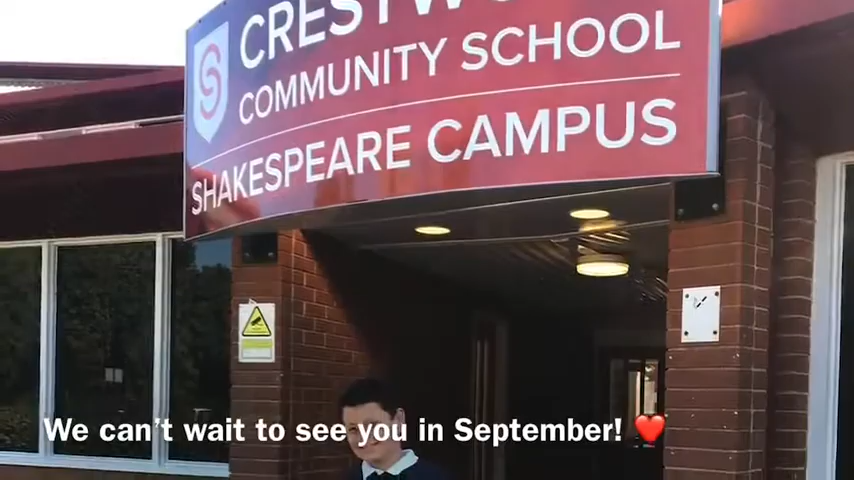 COMMUNITY SCHOOL
SHAKESPEARE CAMPUS
We can't wait to see you in September! ❤️